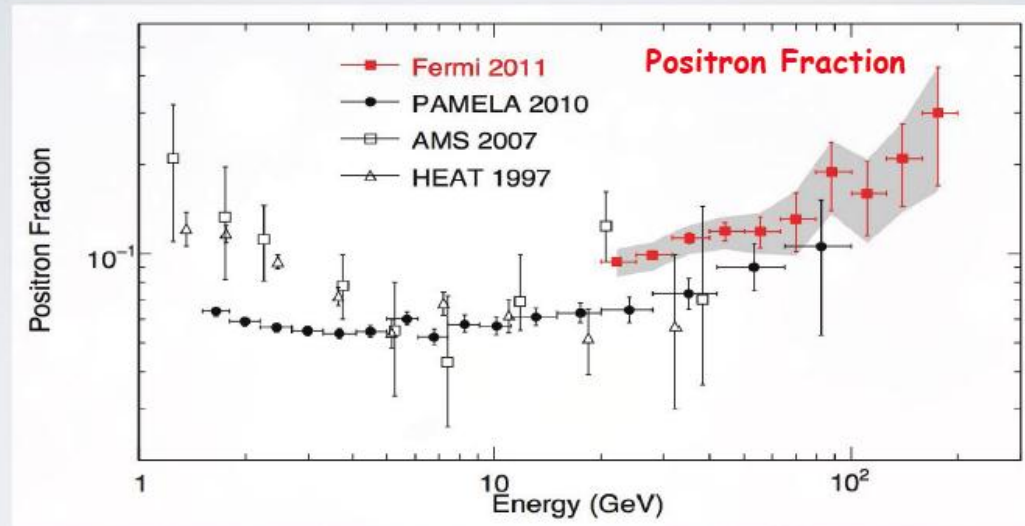 Positron Fraction
Fermi 2011
PAMELA 2010
AMS 2007
HEAT 1997
Positron Fraction
10⁻¹
1
10
10²
Energy (GeV)